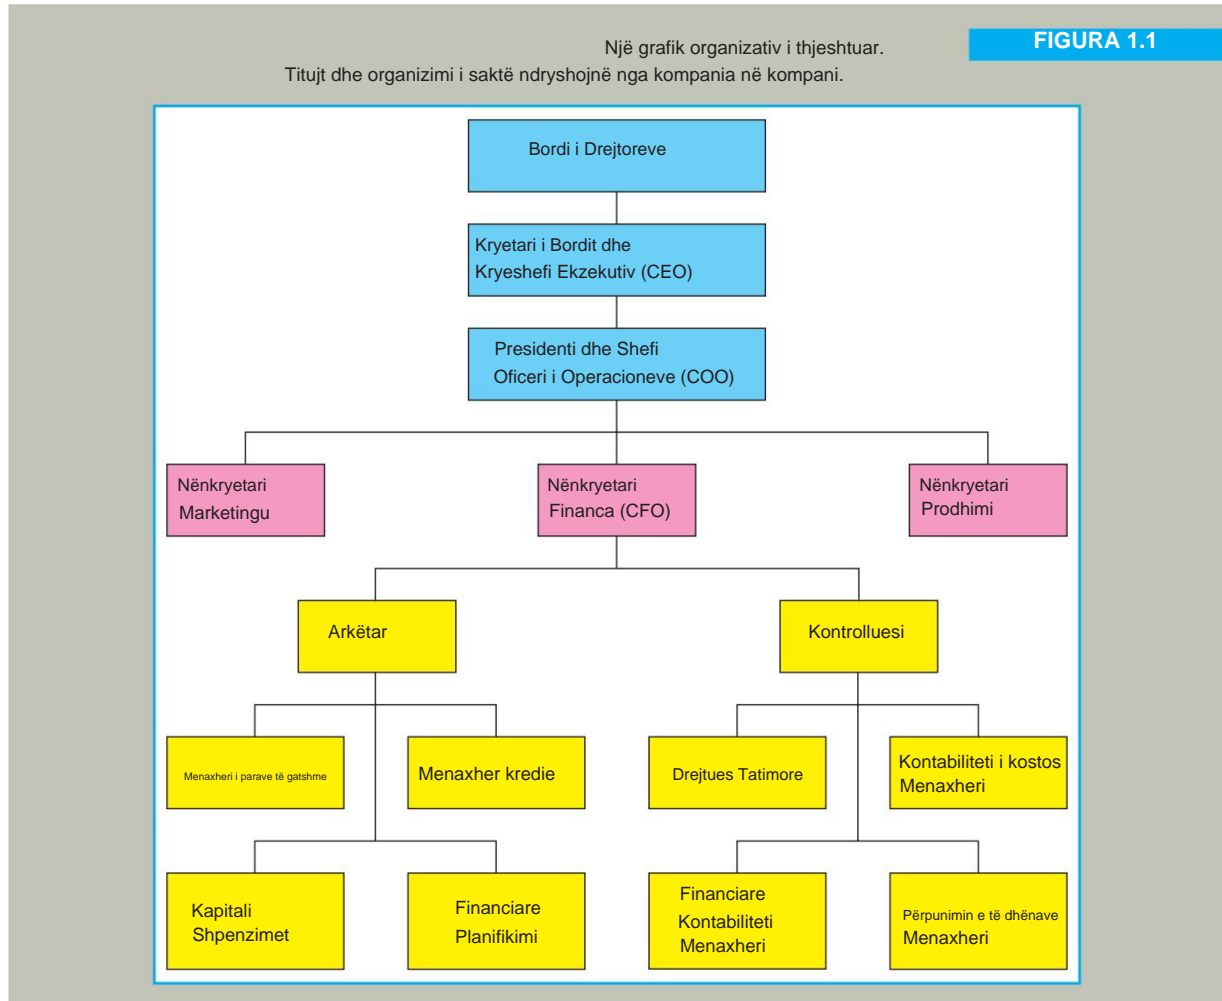 Një grafik organizativ i thjeshtuar.
FIGURA 1.1
Titujt dhe organizimi i saktë ndryshojnë nga kompania në kompani.
Bordi i Drejtoreve
Kryetari i Bordit dhe
Kryeshefi Ekzekutiv (CEO)
Presidenti dhe Shefi
Oficeri i Operacioneve (COO)
Nënkryetari
Marketingu
Nënkryetari
Financa (CFO)
Nënkryetari
Prodhimi
Arkëtar
Kontrolluesi
Menaxheri i parave të gatshme
Menaxher kredie
Drejtues Tatimore
Kontabiliteti i kostos
Menaxheri
Kapitali
Shpenzimet
Financiare
Planifikimi
Financiare
Kontabiliteti
Menaxheri
Përpunimin e të dhënave
Menaxheri